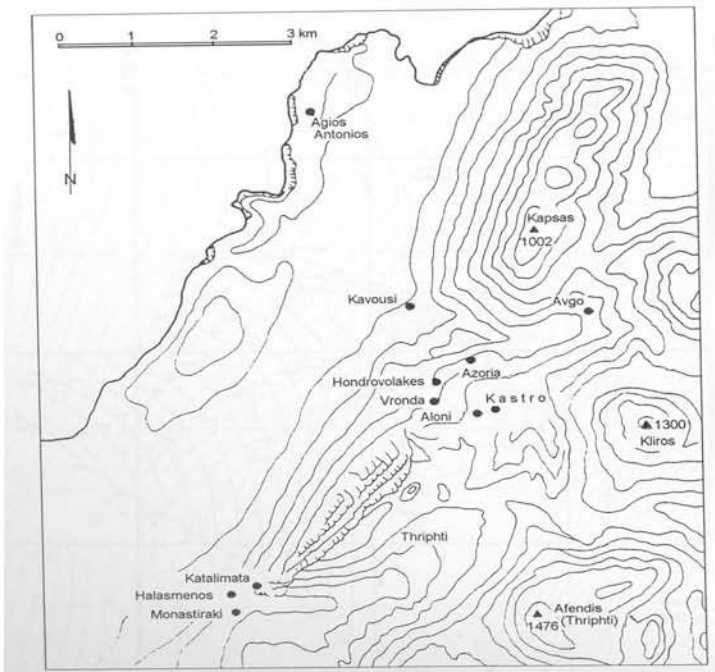 0 1 2 3 km
N
Agios
Antonios
Kapsas
1002
Kavousi
Avgo
Azoria
Hondrovolakes
Vronda
Kastro
Aloni
1300
Kliros
Thriphti
Katalimata
Halasmenos
Monastiraki
Afendis
1476 (Thriphti)